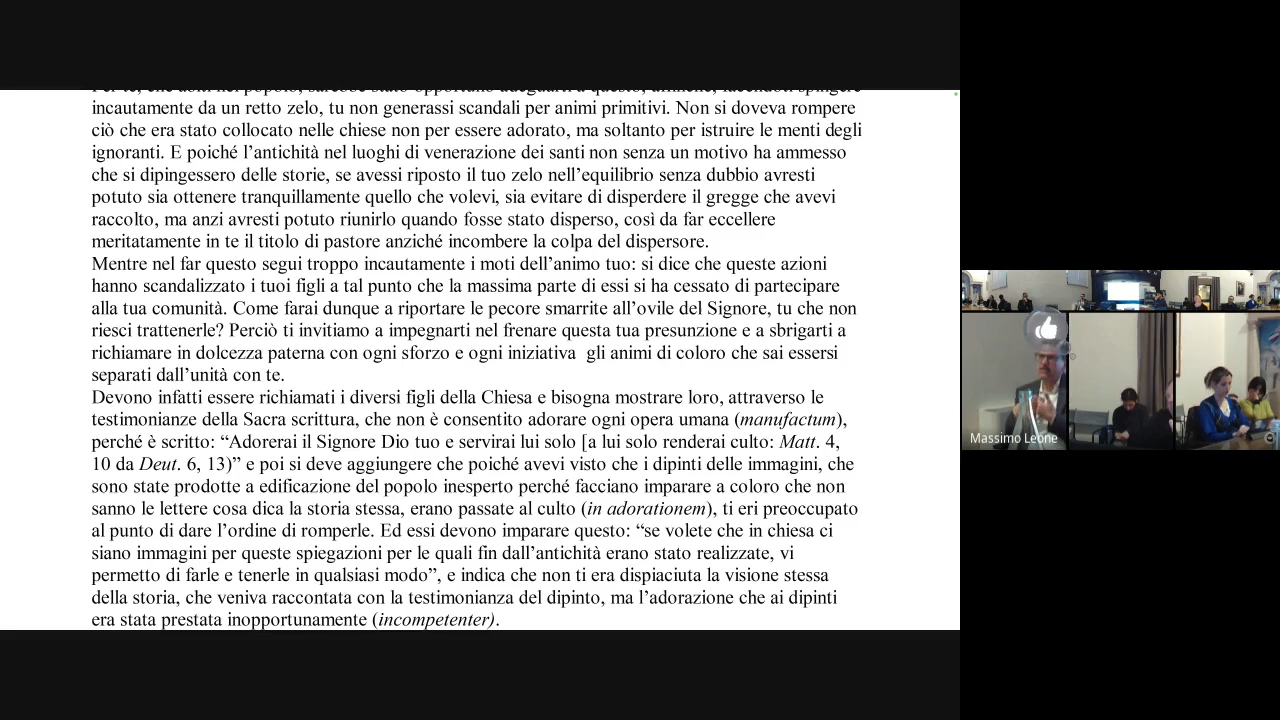 incautamente da un retto zelo, tu non generassi scandali per animi primitivi. Non si doveva rompere
ciò che era stato collocato nelle chiese non per essere adorato, ma soltanto per istruire le menti degli
ignoranti. E poiché l'antichità nel luoghi di venerazione dei santi non senza un motivo ha ammesso
che si dipingessero delle storie, se avessi riposto il tuo zelo nell'equilibrio senza dubbio avresti
potuto sia ottenere tranquillamente quello che volevi, sia evitare di disperdere il gregge che avevi
raccolto, ma anzi avresti potuto riunirlo quando fosse stato disperso, così da far eccellere
meritatamente in te il titolo di pastore anziché incombere la colpa del dispersore.
Mentre nel far questo segui troppo incautamente i moti dell'animo tuo: si dice che queste azioni
hanno scandalizzato i tuoi figli a tal punto che la massima parte di essi si ha cessato di partecipare
alla tua comunità. Come farai dunque a riportare le pecore smarrite all'ovile del Signore, tu che non
riesci trattenerle? Perciò ti invitiamo a impegnarti nel frenare questa tua presunzione e a sbrigarti a
richiamare in dolcezza paterna con ogni sforzo e ogni iniziativa  gli animi di coloro che sai essersi
separati dall'unità con te.
Devono infatti essere richiamati i diversi figli della Chiesa e bisogna mostrare loro, attraverso le
testimonianze della Sacra scrittura, che non è consentito adorare ogni opera umana (manufactum),
perché è scritto: “Adorerai il Signore Dio tuo e servirai lui solo [a lui solo renderai culto: Matt. 4,
10 da Deut. 6, 13)” e poi si deve aggiungere che poiché avevi visto che i dipinti delle immagini, che
sono state prodotte a edificazione del popolo inesperto perché facciano imparare a coloro che non
sanno le lettere cosa dica la storia stessa, erano passate al culto (in adorationem), ti eri preoccupato
al punto di dare l'ordine di romperle. Ed essi devono imparare questo: “se volete che in chiesa ci
siano immagini per queste spiegazioni per le quali fin dall'antichità erano stato realizzate, vi
permetto di farle e tenerle in qualsiasi modo”, e indica che non ti era dispiaciuta la visione stessa
della storia, che veniva raccontata con la testimonianza del dipinto, ma l'adorazione che ai dipinti
era stata prestata inopportunamente (incompetenter).
Massimo Leone